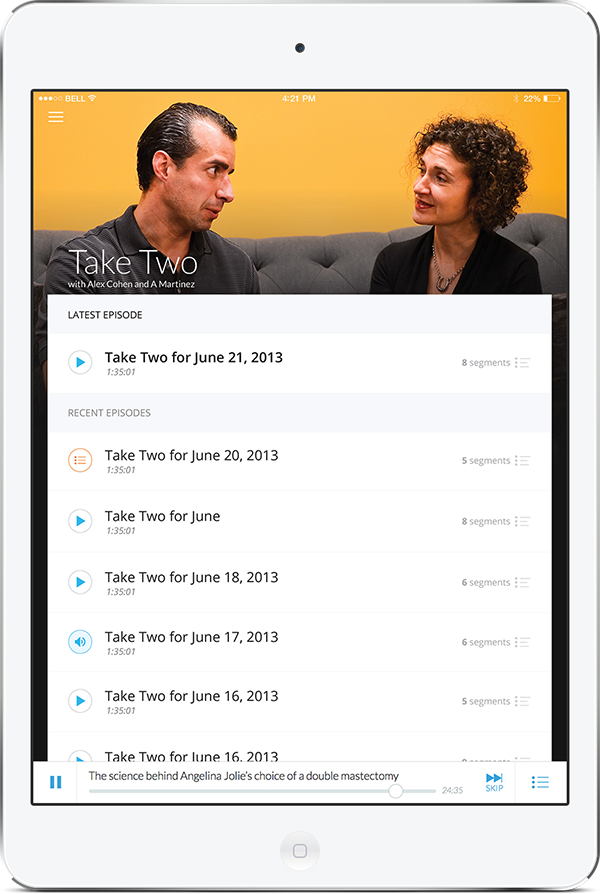 BELL 4:21 PM 22%
Take Two
with Alex Cohen and A Martinez
LATEST EPISODE
Take Two for June 21, 2013
1:35:01
8 segments
RECENT EPISODES
Take Two for June 20, 2013
1:35:01
5 segments
Take Two for June
1:35:01
8 segments
Take Two for June 18, 2013
1:35:01
6 segments
Take Two for June 17, 2013
1:35:01
6 segments
Take Two for June 16, 2013
1:35:01
5 segments
Take Two for June 16, 2013
segments
The science behind Angelina Jolie's choice of a double mastectomy
24:35
SKIP